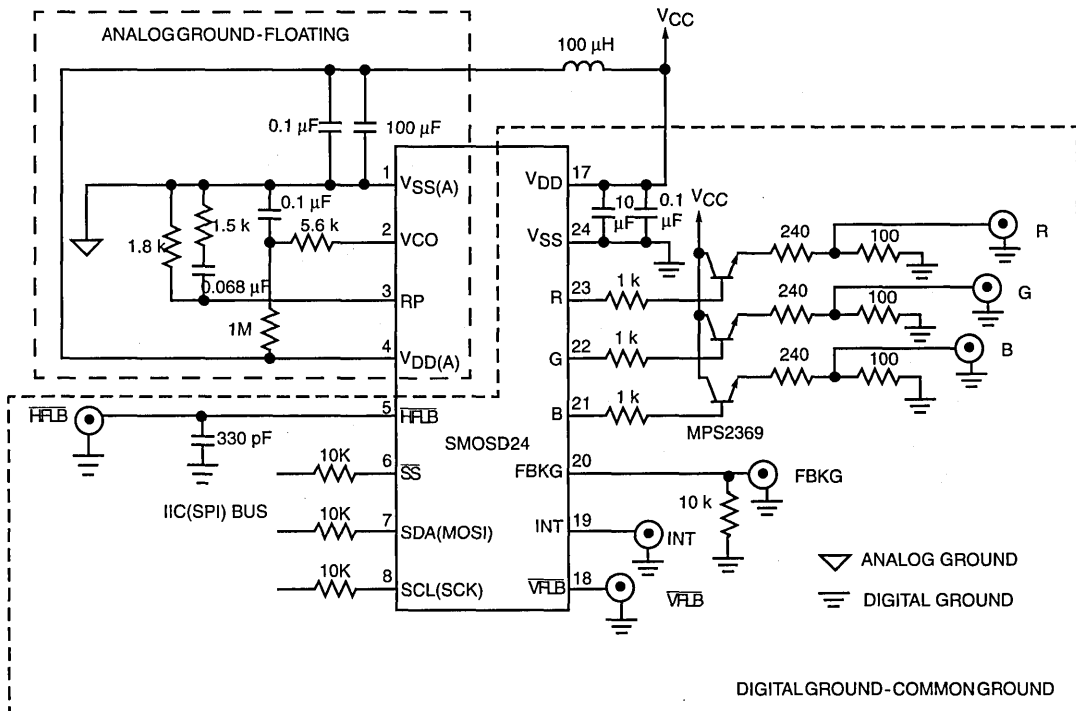 ANALOG GROUND-FLOATING
VCC
100 µH
0.1 µF
100 µF
1
VSS(A)
VDD
17
0.1 µF
10 µF
0.1 µF
VCC
1.8 k
1.5 k
5.6 k
2
VCO
VSS
24
240
100
R
0.068 µF
3
RP
R
23
1 k
240
100
G
1M
4
VDD(A)
G
22
1 k
240
100
B
HFLB
5
HFLB
B
21
1 k
MPS2369
330 pF
SMOSD24
10K
6
SS
FBKG
20
FBKG
10 k
IIC(SPI) BUS
10K
7
SDA(MOSI)
INT
19
INT
10K
8
SCL(SCK)
VFLB
18
VFLB
ANALOG GROUND
DIGITAL GROUND
DIGITAL GROUND-COMMON GROUND